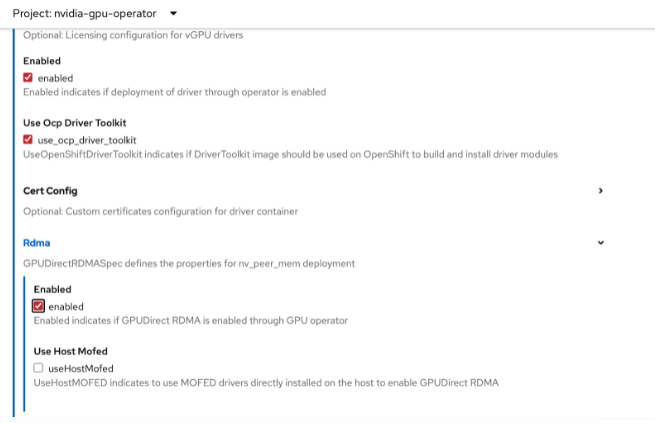 Project: nvidia-gpu-operator
Optional: Licensing configuration for vGPU drivers
Enabled
enabled
Enabled indicates if deployment of driver through operator is enabled
Use Ocp Driver Toolkit
use_ocp_driver_toolkit
UseOpenShiftDriverToolkit indicates if DriverToolkit image should be used on OpenShift to build and install driver modules
Cert Config
Optional: Custom certificates configuration for driver container
Rdma
GPUDirectRDMASpec defines the properties for nv_peer_mem deployment
Enabled
enabled
Enabled indicates if GPUDirect RDMA is enabled through GPU operator
Use Host Mofed
useHostMofed
UseHostMOFED indicates to use MOFED drivers directly installed on the host to enable GPUDirect RDMA